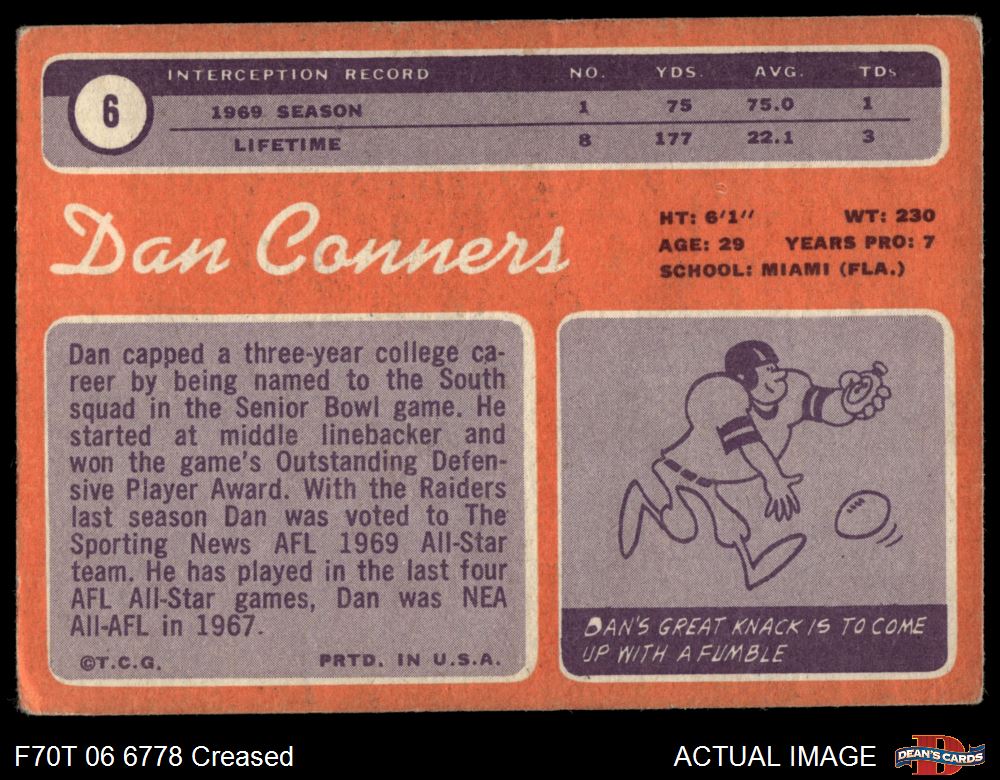 6
INTERCEPTION RECORD NO. YDS. AVG. TDs
1969 SEASON 1 75 75.0 1
LIFETIME 8 177 22.1 3
Dan Conners
HT: 6'1" WT: 230
AGE: 29 YEARS PRO: 7
SCHOOL: MIAMI (FLA.)
Dan capped a three-year college ca-
reer by being named to the South
squad in the Senior Bowl game. He
started at middle linebacker and
won the game's Outstanding Defen-
sive Player Award. With the Raiders
last season Dan was voted to The
Sporting News AFL 1969 All-Star
team. He has played in the last four
AFL All-Star games, Dan was NEA
All-AFL in 1967.
©T.C.G. PRTD. IN U.S.A.
DAN'S GREAT KNACK IS TO COME
UP WITH A FUMBLE
F70T 06 6778 Creased
ACTUAL IMAGE
D
DEAN'S CARDS